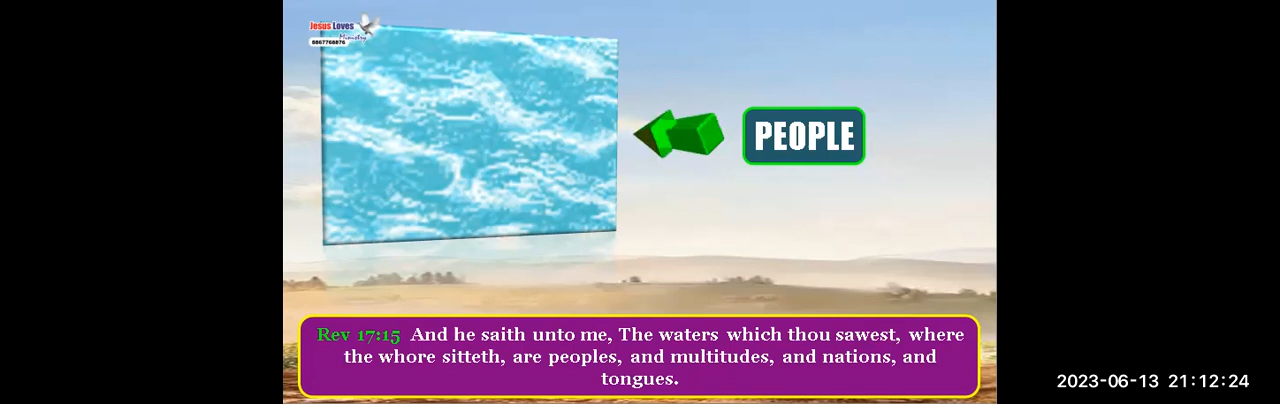 Jesus Loves
Ministry
8867768876
PEOPLE
Rev 17:15 And he saith unto me, The waters which thou sawest, where
the whore sitteth, are peoples, and multitudes, and nations, and
tongues.
2023-06-13 21:12:24